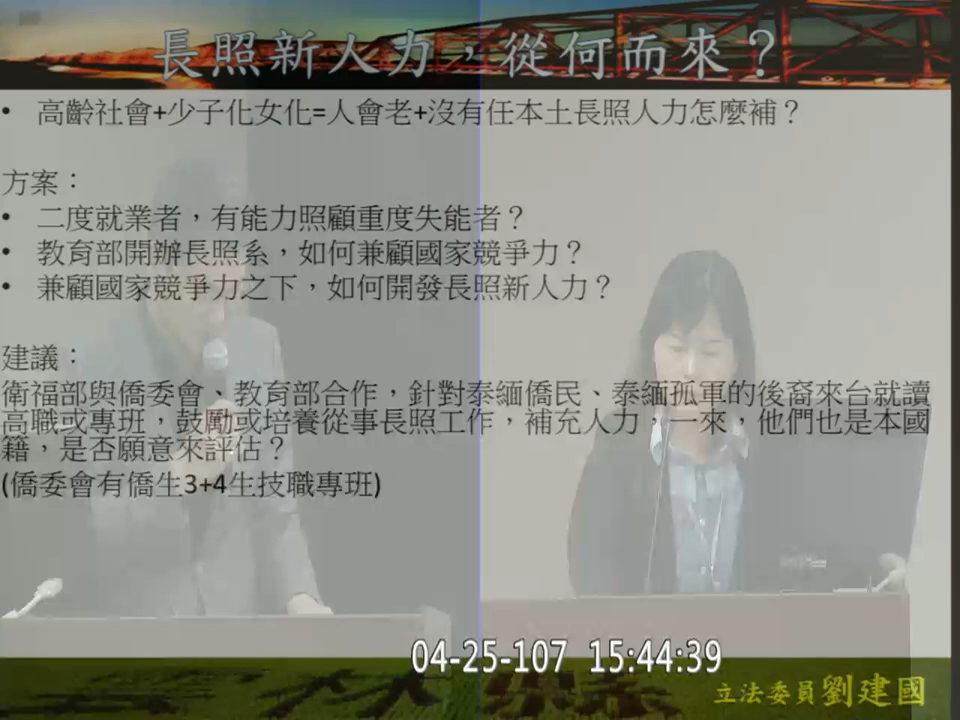 長照新人力，從何而來？
• 高齡社會+少子化女化=人會老+沒有任本土長照人力怎麼補？
方案：
• 二度就業者，有能力照顧重度失能者？
• 教育部開辦長照系，如何兼顧國家競爭力？
• 兼顧國家競爭力之下，如何開發長照新人力？
建議：
衛福部與僑委會、教育部合作，針對泰緬僑民、泰緬孤軍的後裔來台就讀
高職或專班，鼓勵或培養從事長照工作，補充人力，一來，他們也是本國
籍，是否願意來評估？
(僑委會有僑生3+4生技職專班)
04-25-107 15:44:39
立法委員劉建國